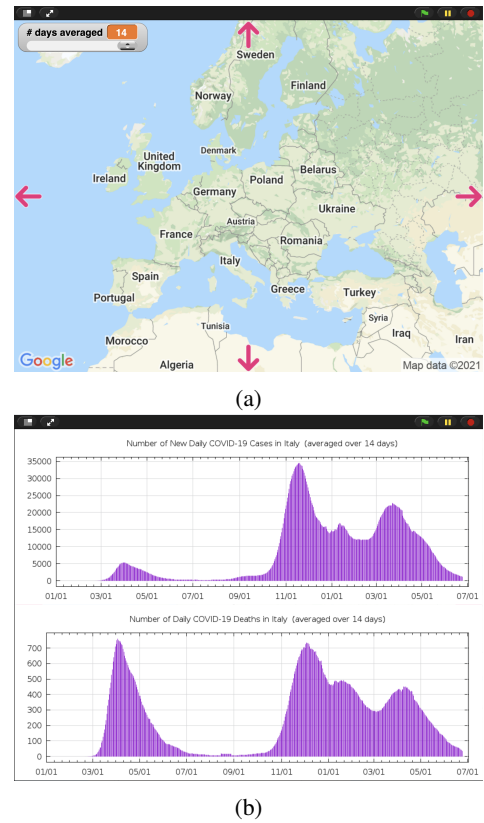 # days averaged 14
Sweden
Finland
Norway
Denmark
United
Kingdom
Ireland
Belarus
Poland
Germany
Ukraine
Austria
France
Romania
Italy
Spain
Greece
Turkey
Portugal
Syria
Tunisia
Iraq
Morocco
Iran
Algeria
Google
Map data ©2021
(a)
Number of New Daily COVID-19 Cases in Italy (averaged over 14 days)
35000
30000
25000
20000
15000
10000
5000
0
01/01 03/01 05/01 07/01 09/01 11/01 01/01 03/01 05/01 07/01
Number of Daily COVID-19 Deaths in Italy (averaged over 14 days)
700
600
500
400
300
200
100
0
01/01 03/01 05/01 07/01 09/01 11/01 01/01 03/01 05/01 07/01
(b)